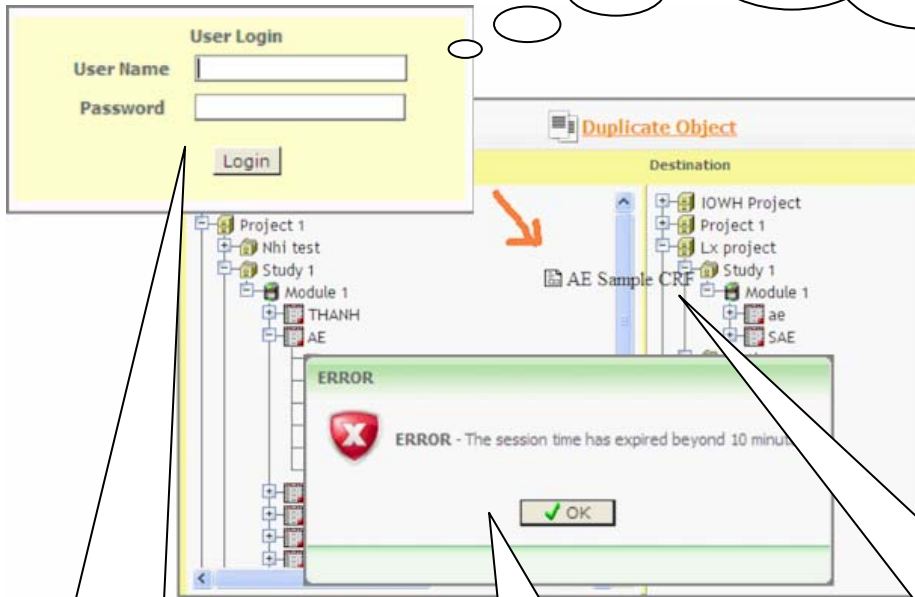 User Login
User Name
Password
Login
Duplicate Object
Destination
Project 1
Nhi test
Study 1
Module 1
THANH
AE
AE Sample CRF
IOWH Project
Project 1
Lx project
Study 1
Module 1
ae
SAE
ERROR
ERROR - The session time has expired beyond 10
OK